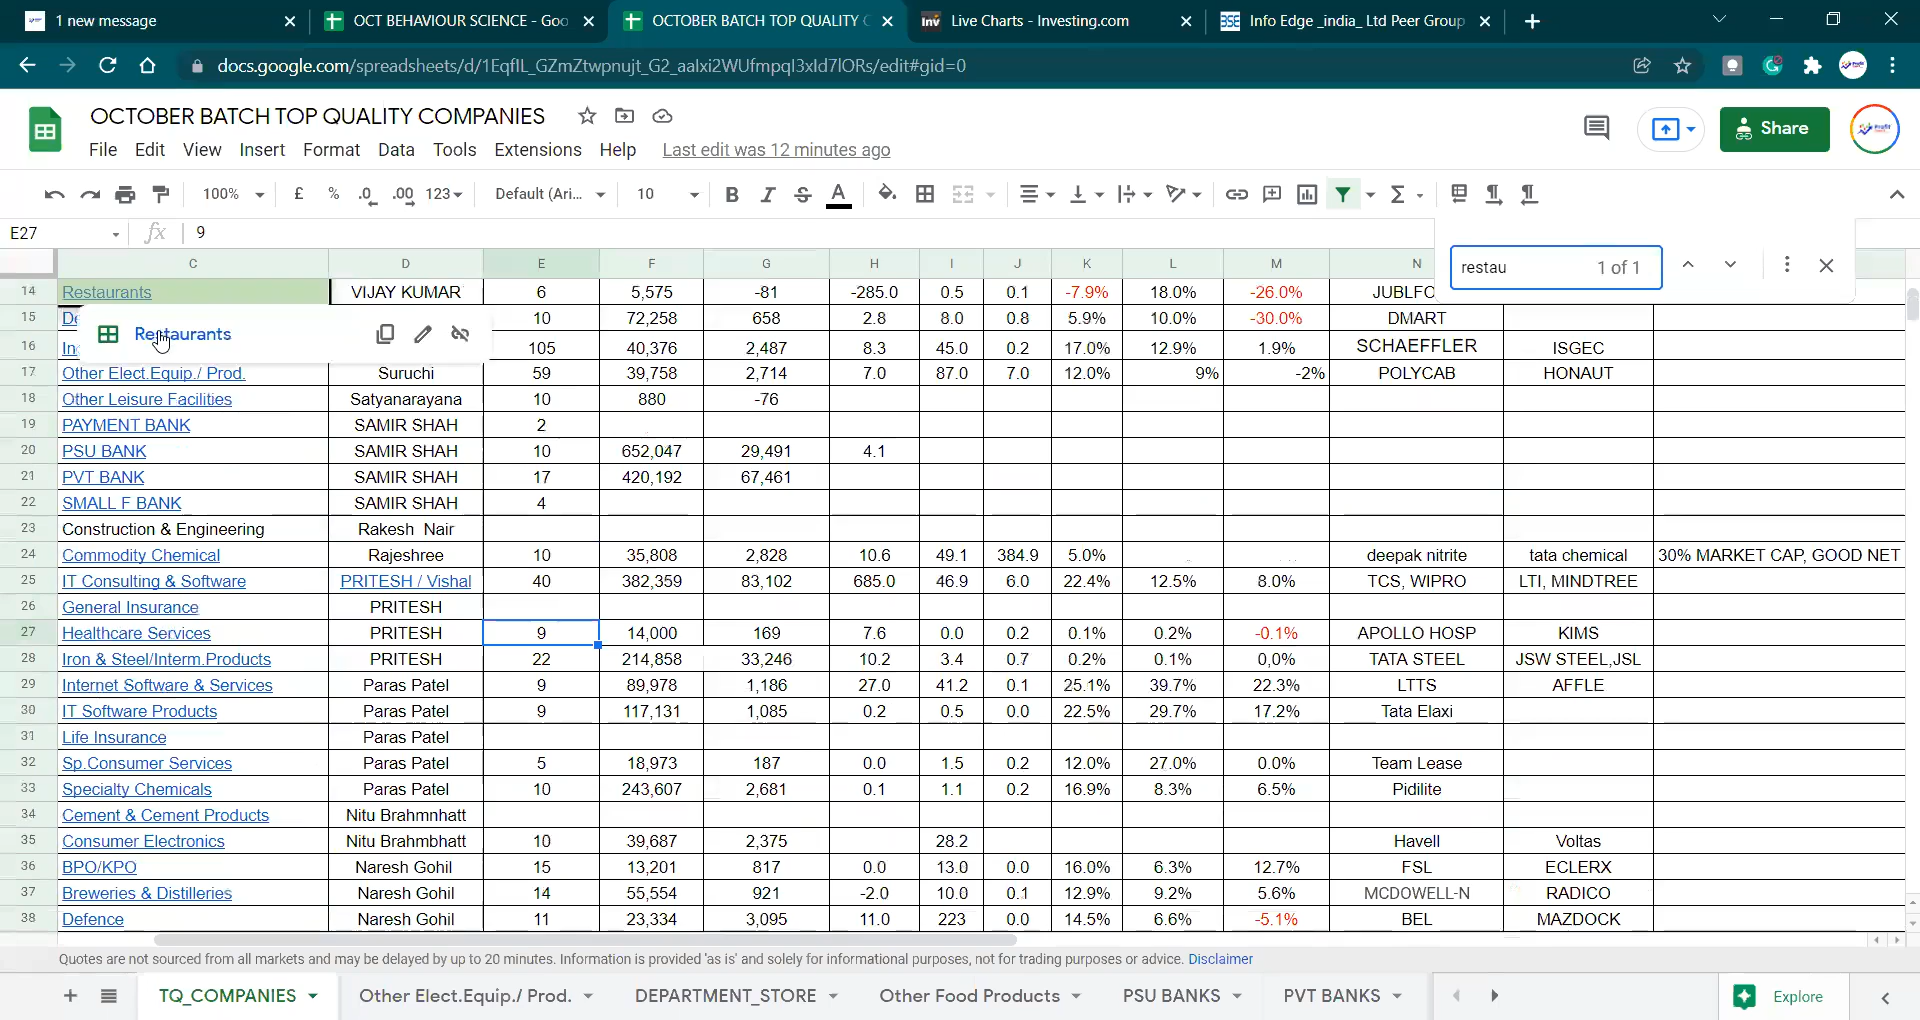 1 new message
OCT BEHAVIOUR SCIENCE - Goo
OCTOBER BATCH TOP QUALITY C
Live Charts - Investing.com
Info Edge _india_ Ltd Peer Group
docs.google.com/spreadsheets/d/1EqfIL_GZmZtwpnujt_G2_aaIxi2WUfmpqI3xId7lORs/edit#gid=0
OCTOBER BATCH TOP QUALITY COMPANIES
Share
File Edit View Insert Format Data Tools Extensions Help Last edit was 12 minutes ago
100% £ % .0 .00 123 Default (Ari... 10 B I S A
E27 fx 9
restau 1 of 1
C D E F G H I J K L M N
14 Restaurants VIJAY KUMAR 6 5,575 -81 -285.0 0.5 0.1 -7.9% 18.0% -26.0% JUBLFO
15 De 10 72,258 658 2.8 8.0 0.8 5.9% 10.0% -30.0% DMART
Restaurants
16 In 105 40,376 2,487 8.3 45.0 0.2 17.0% 12.9% 1.9% SCHAEFFLER ISGEC
17 Other Elect.Equip./ Prod. Suruchi 59 39,758 2,714 7.0 87.0 7.0 12.0% 9% -2% POLYCAB HONAUT
18 Other Leisure Facilities Satyanarayana 10 880 -76
19 PAYMENT BANK SAMIR SHAH 2
20 PSU BANK SAMIR SHAH 10 652,047 29,491 4.1
21 PVT BANK SAMIR SHAH 17 420,192 67,461
22 SMALL F BANK SAMIR SHAH 4
23 Construction & Engineering Rakesh Nair
24 Commodity Chemical Rajeshree 10 35,808 2,828 10.6 49.1 384.9 5.0% deepak nitrite tata chemical 30% MARKET CAP, GOOD NET
25 IT Consulting & Software PRITESH / Vishal 40 382,359 83,102 685.0 46.9 6.0 22.4% 12.5% 8.0% TCS, WIPRO LTI, MINDTREE
26 General Insurance PRITESH
27 Healthcare Services PRITESH 9 14,000 169 7.6 0.0 0.2 0.1% 0.2% -0.1% APOLLO HOSP KIMS
28 Iron & Steel/Interm.Products PRITESH 22 214,858 33,246 10.2 3.4 0.7 0.2% 0.1% 0,0% TATA STEEL JSW STEEL,JSL
29 Internet Software & Services Paras Patel 9 89,978 1,186 27.0 41.2 0.1 25.1% 39.7% 22.3% LTTS AFFLE
30 IT Software Products Paras Patel 9 117,131 1,085 0.2 0.5 0.0 22.5% 29.7% 17.2% Tata Elaxi
31 Life Insurance Paras Patel
32 Sp.Consumer Services Paras Patel 5 18,973 187 0.0 1.5 0.2 12.0% 27.0% 0.0% Team Lease
33 Specialty Chemicals Paras Patel 10 243,607 2,681 0.1 1.1 0.2 16.9% 8.3% 6.5% Pidilite
34 Cement & Cement Products Nitu Brahmnhatt
35 Consumer Electronics Nitu Brahmbhatt 10 39,687 2,375 28.2 Havell Voltas
36 BPO/KPO Naresh Gohil 15 13,201 817 0.0 13.0 0.0 16.0% 6.3% 12.7% FSL ECLERX
37 Breweries & Distilleries Naresh Gohil 14 55,554 921 -2.0 10.0 0.1 12.9% 9.2% 5.6% MCDOWELL-N RADICO
38 Defence Naresh Gohil 11 23,334 3,095 11.0 223 0.0 14.5% 6.6% -5.1% BEL MAZDOCK
Quotes are not sourced from all markets and may be delayed by up to 20 minutes. Information is provided 'as is' and solely for informational purposes, not for trading purposes or advice. Disclaimer
TQ_COMPANIES Other Elect.Equip./ Prod. DEPARTMENT_STORE Other Food Products PSU BANKS PVT BANKS Explore